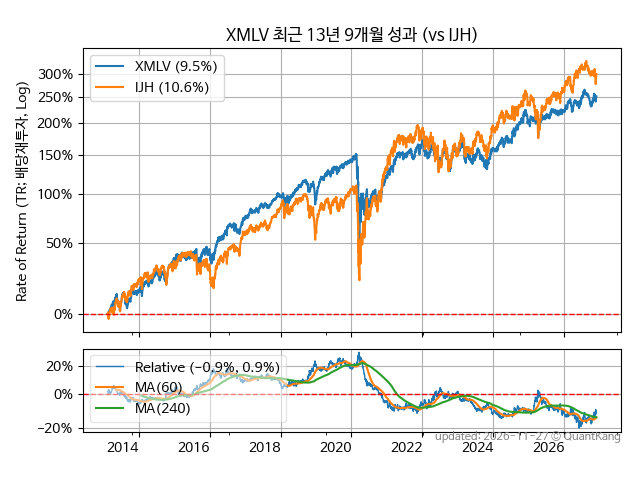 XMLV 최근 13년 9개월 성과 (vs IJH)
XMLV (9.5%)
IJH (10.6%)
Rate of Return (TR: 배당재투자, Log)
300%
250%
200%
150%
100%
50%
0%
Relative (−0.9%, 0.9%)
MA(60)
MA(240)
20%
0%
−20%
2014
2016
2018
2020
2022
2024
2026
updated: 2026-11-27 © QuantKang